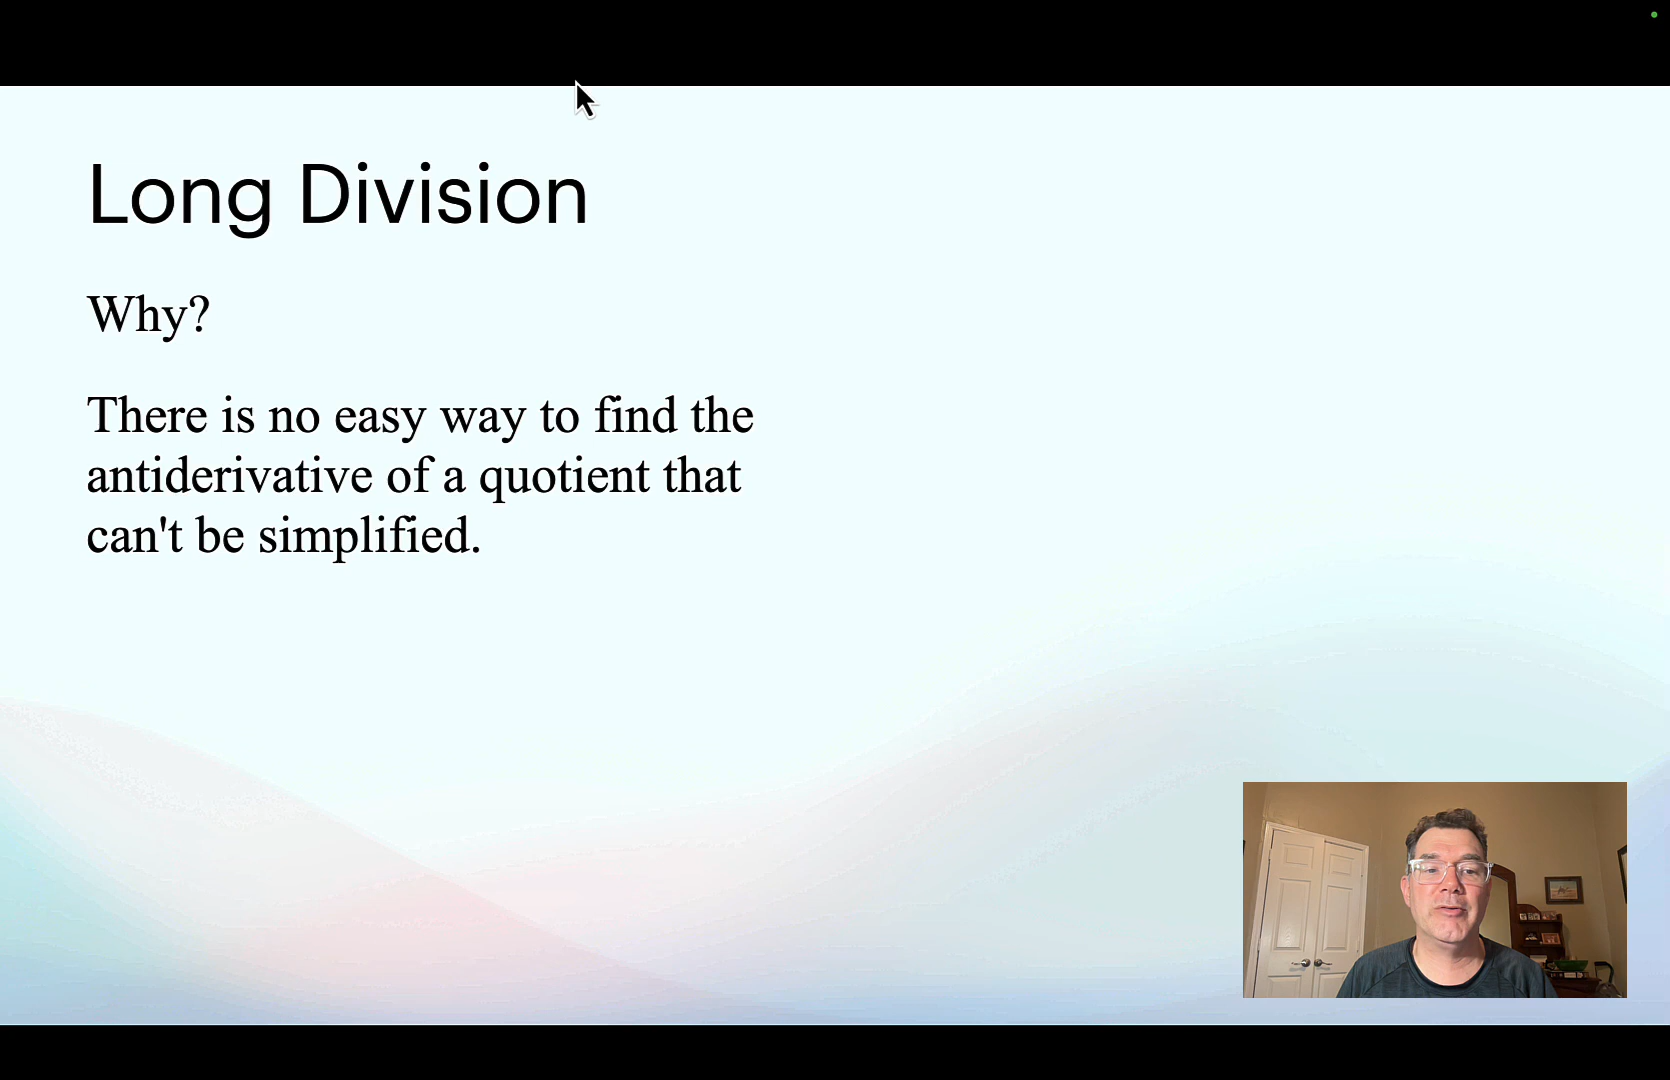 Long Division
Why?
There is no easy way to find the
antiderivative of a quotient that
can't be simplified.